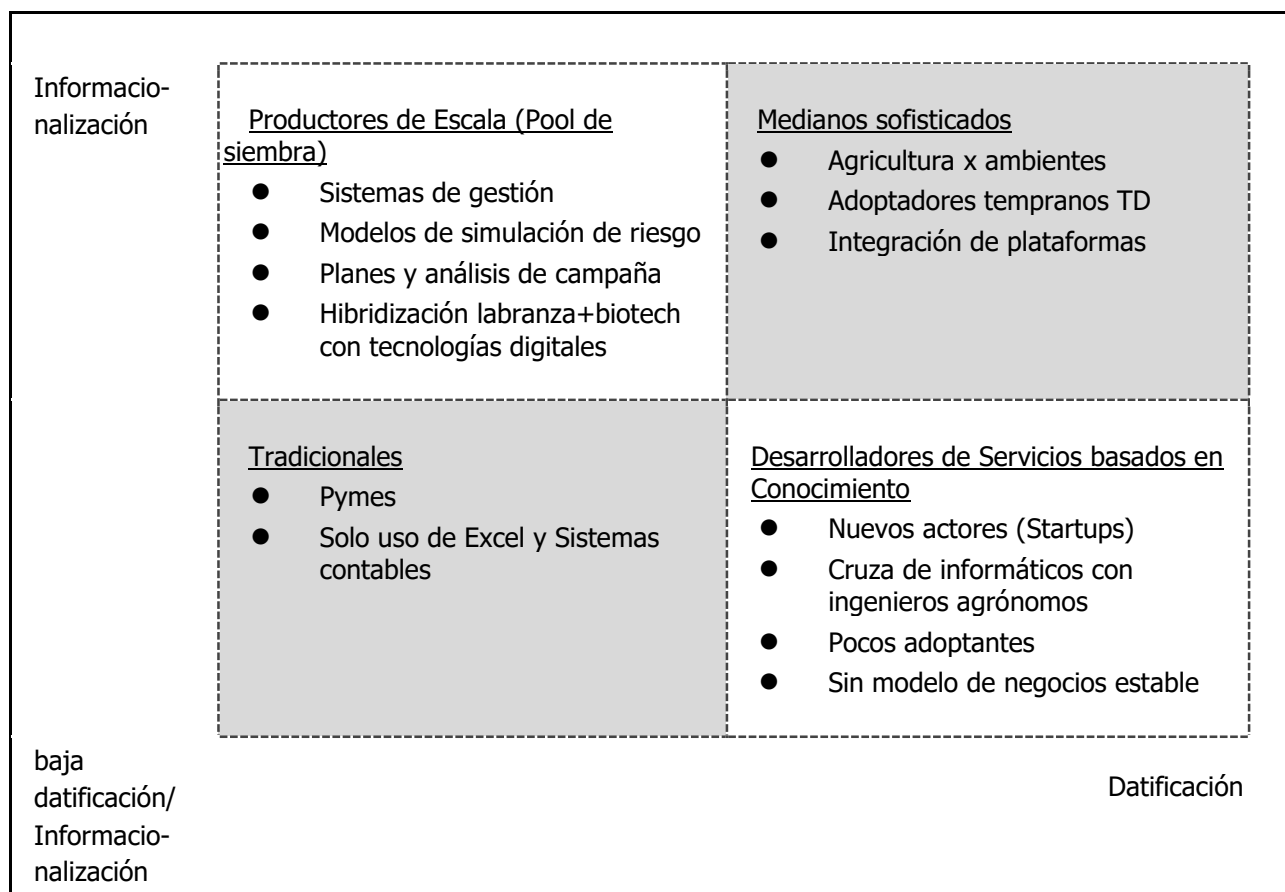 Informacio-
nalización
Productores de Escala (Pool de
siembra)
● Sistemas de gestión
● Modelos de simulación de riesgo
● Planes y análisis de campaña
● Hibridización labranza+biotech
con tecnologías digitales
Medianos sofisticados
● Agricultura x ambientes
● Adoptadores tempranos TD
● Integración de plataformas
Tradicionales
● Pymes
● Solo uso de Excel y Sistemas
contables
Desarrolladores de Servicios basados en
Conocimiento
● Nuevos actores (Startups)
● Cruza de informáticos con
ingenieros agrónomos
● Pocos adoptantes
● Sin modelo de negocios estable
baja
datificación/
Informacio-
nalización
Datificación